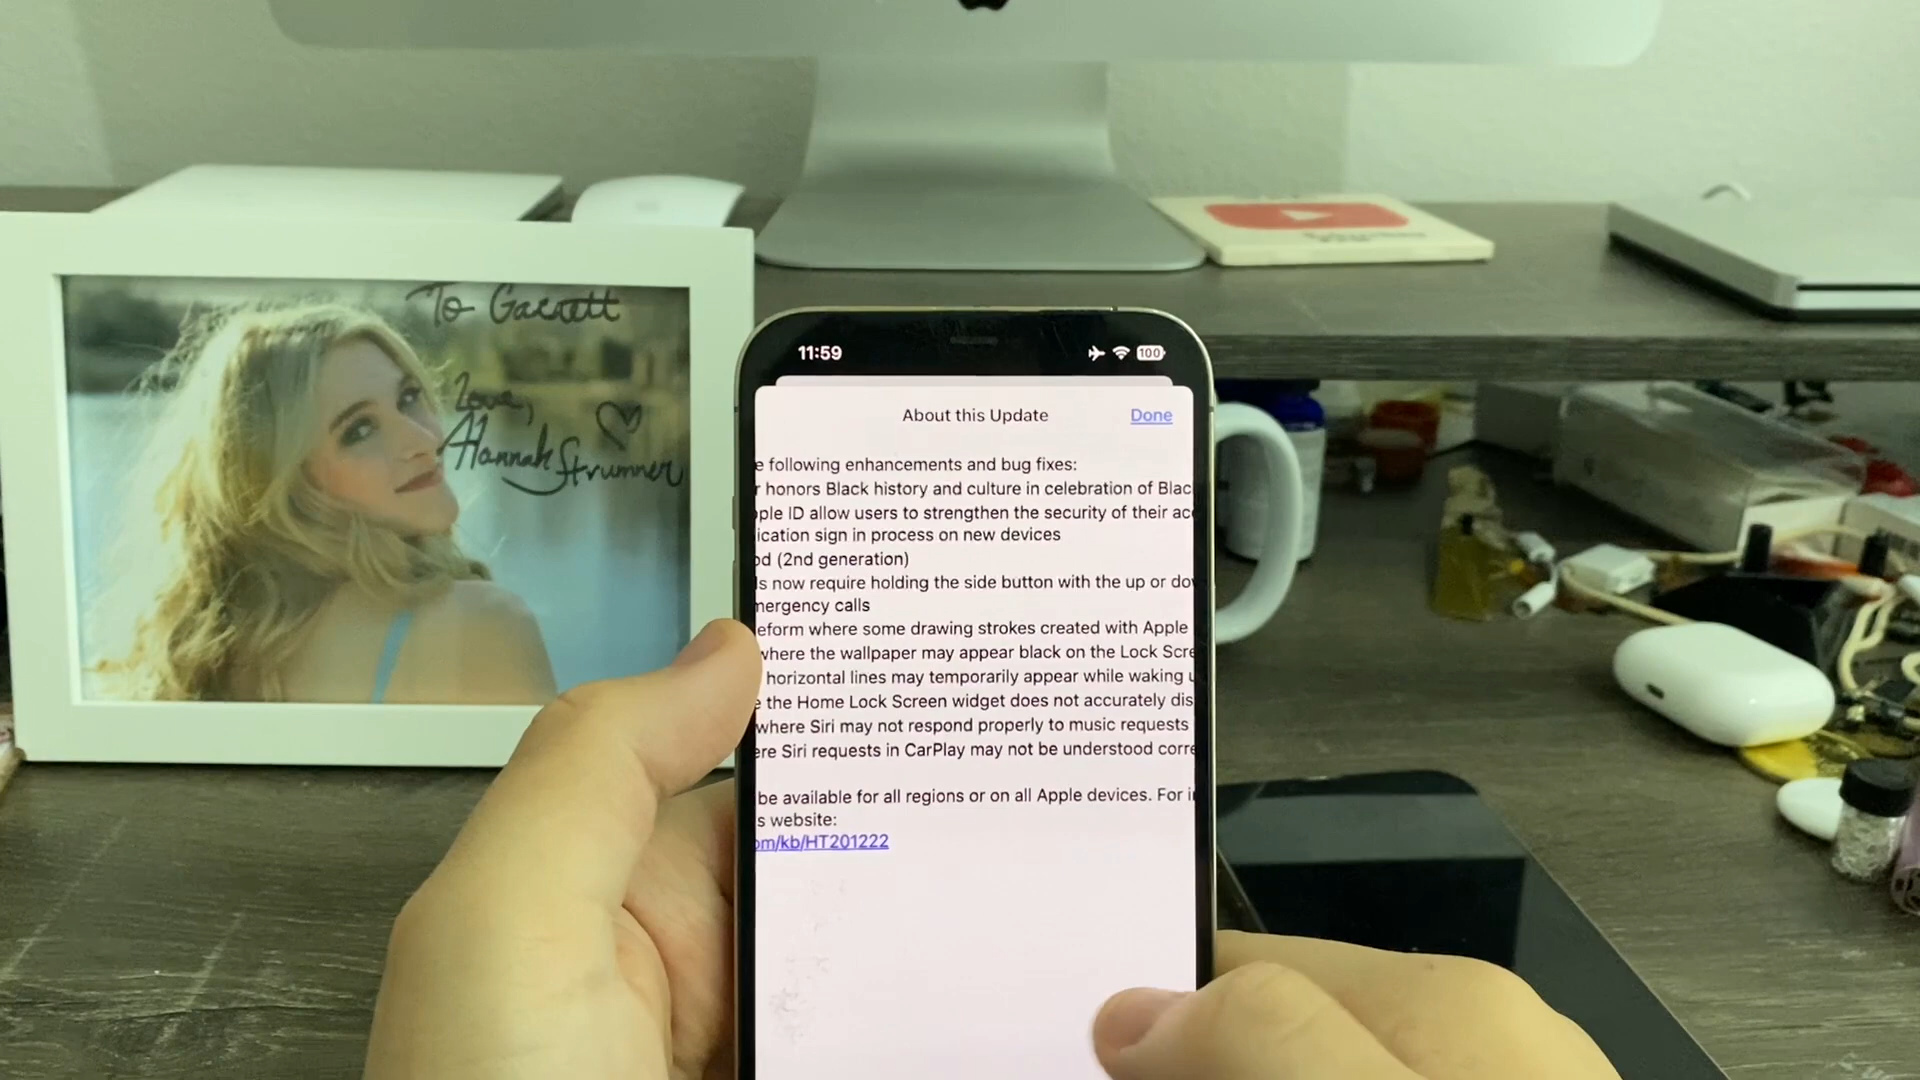 To Garrett
Love,
Hannah Strumner
11:59
100
About this Update
Done
e following enhancements and bug fixes:
r honors Black history and culture in celebration of Blac
ple ID allow users to strengthen the security of their acc
ication sign in process on new devices
od (2nd generation)
ls now require holding the side button with the up or dov
mergency calls
eform where some drawing strokes created with Apple
where the wallpaper may appear black on the Lock Scre
horizontal lines may temporarily appear while waking u
e the Home Lock Screen widget does not accurately dis
where Siri may not respond properly to music requests
ere Siri requests in CarPlay may not be understood corre
be available for all regions or on all Apple devices. For in
s website:
om/kb/HT201222